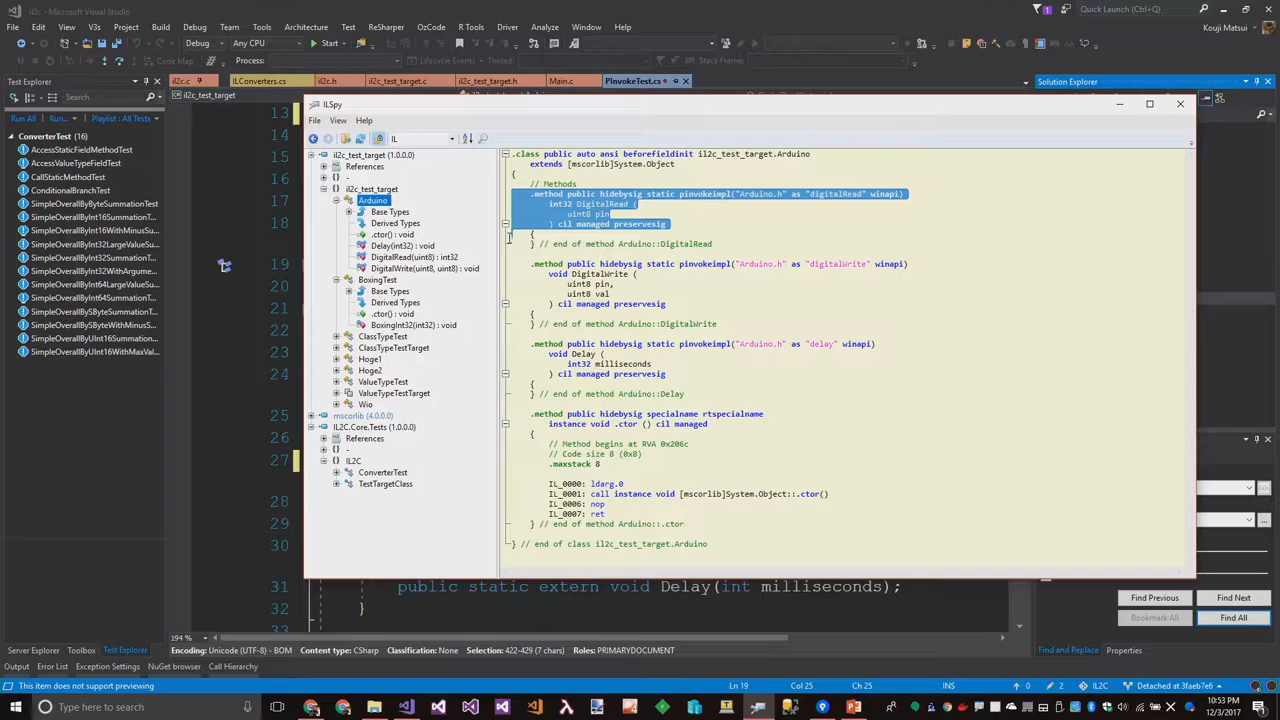 il2c - Microsoft Visual Studio
Quick Launch (Ctrl+Q)
File Edit View Project Build Debug Team Tools Architecture Test ReSharper OzCode Driver Analyze Window Help
Kouji Matsui
Debug Any CPU Start
Process: Lifecycle Events Thread: Stack Frame:
Test Explorer
il2c.c ILConverters.cs il2c.h il2c_test_target.c il2c_test_target.h Main.c PInvokeTest.cs
Solution Explorer
Search
il2c_test_target
Run All Run... Playlist : All Tests
ConverterTest (16)
AccessStaticFieldMethodTest
AccessValueTypeFieldTest
CallStaticMethodTest
ConditionalBranchTest
SimpleOverallByByteSummationTest
SimpleOverallByInt16WithMinusSu...
SimpleOverallByInt32LargeValueSum...
SimpleOverallByInt32SummationT...
SimpleOverallByInt32WithArgume...
SimpleOverallByInt64LargeValueSum...
SimpleOverallByInt64SummationT...
SimpleOverallBySByteSummationTe...
SimpleOverallBySByteWithMinusS...
SimpleOverallByUInt16Summation...
SimpleOverallByUInt16WithMaxVal...
13
14
15
16
17
18
19
20
21
22
23
24
25
26
27
28
29
30
31
32
33
ILSpy
File View Help
IL
il2c_test_target (1.0.0.0)
References
-
il2c_test_target
Arduino
Base Types
Derived Types
.ctor() : void
Delay(int32) : void
DigitalRead(uint8) : int32
DigitalWrite(uint8, uint8) : void
BoxingTest
Base Types
Derived Types
.ctor() : void
BoxingInt32(int32) : void
ClassTypeTest
ClassTypeTestTarget
Hoge1
Hoge2
ValueTypeTest
ValueTypeTestTarget
Wio
mscorlib (4.0.0.0)
IL2C.Core.Tests (1.0.0.0)
References
-
IL2C
ConverterTest
TestTargetClass
.class public auto ansi beforefieldinit il2c_test_target.Arduino
extends [mscorlib]System.Object
{
// Methods
.method public hidebysig static pinvokeimpl("Arduino.h" as "digitalRead" winapi)
int32 DigitalRead (
uint8 pin
) cil managed preservesig
{
} // end of method Arduino::DigitalRead
.method public hidebysig static pinvokeimpl("Arduino.h" as "digitalWrite" winapi)
void DigitalWrite (
uint8 pin,
uint8 val
) cil managed preservesig
{
} // end of method Arduino::DigitalWrite
.method public hidebysig static pinvokeimpl("Arduino.h" as "delay" winapi)
void Delay (
int32 milliseconds
) cil managed preservesig
{
} // end of method Arduino::Delay
.method public hidebysig specialname rtspecialname
instance void .ctor () cil managed
{
// Method begins at RVA 0x206c
// Code size 8 (0x8)
.maxstack 8
IL_0000: ldarg.0
IL_0001: call instance void [mscorlib]System.Object::.ctor()
IL_0006: nop
IL_0007: ret
} // end of method Arduino::.ctor
} // end of class il2c_test_target.Arduino
public static extern void Delay(int milliseconds);
}
Find Previous Find Next
Bookmark All Find All
194 %
Encoding: Unicode (UTF-8) - BOM Content type: CSharp Classification: None Selection: 422-429 (7 chars) Roles: PRIMARYDOCUMENT
Server Explorer Toolbox Test Explorer
Find and Replace Properties
Output Error List Exception Settings NuGet browser Call Hierarchy
This item does not support previewing Ln 19 Col 25 Ch 25 INS 0 2 IL2C Detached at 3faeb7e6
Type here to search
10:53 PM
12/3/2017